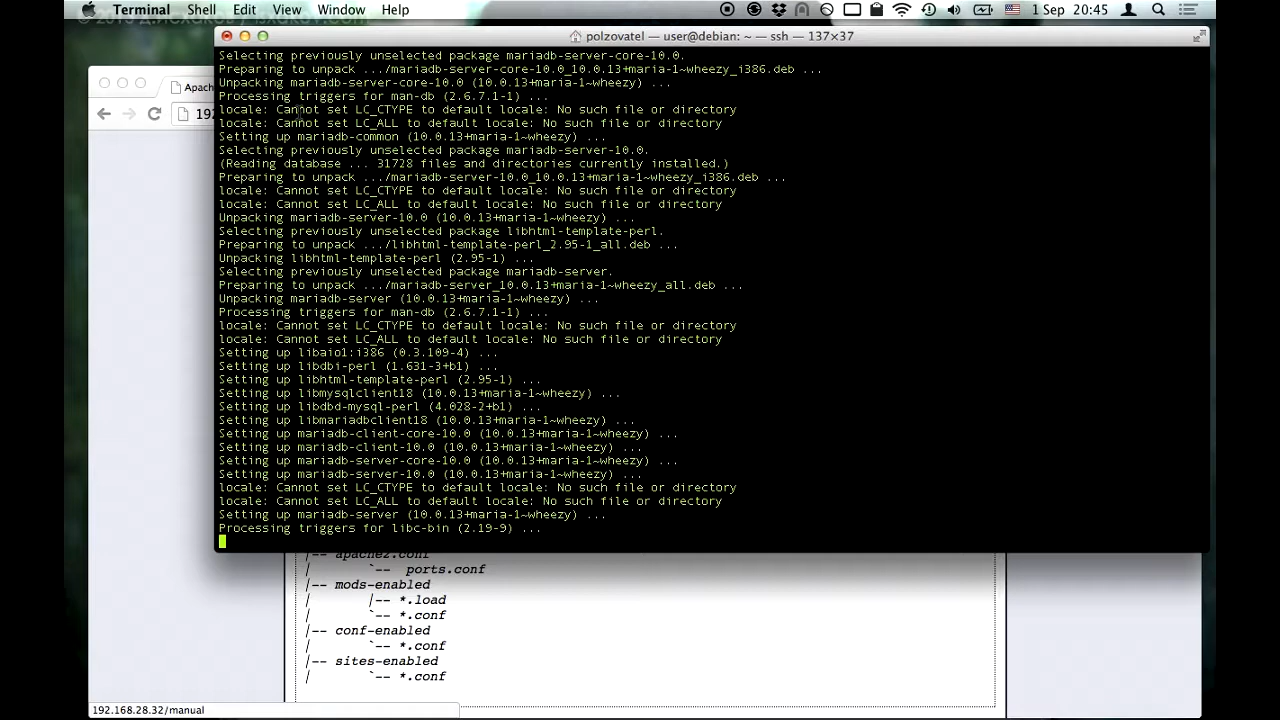 Terminal Shell Edit View Window Help 1 Sep 20:45
polzovatel — user@debian: ~ — ssh — 137×37
Selecting previously unselected package mariadb-server-core-10.0.
Preparing to unpack .../mariadb-server-core-10.0_10.0.13+maria-1~wheezy_i386.deb ...
Unpacking mariadb-server-core-10.0 (10.0.13+maria-1~wheezy) ...
Processing triggers for man-db (2.6.7.1-1) ...
locale: Cannot set LC_CTYPE to default locale: No such file or directory
locale: Cannot set LC_ALL to default locale: No such file or directory
Setting up mariadb-common (10.0.13+maria-1~wheezy) ...
Selecting previously unselected package mariadb-server-10.0.
(Reading database ... 31728 files and directories currently installed.)
Preparing to unpack .../mariadb-server-10.0_10.0.13+maria-1~wheezy_i386.deb ...
locale: Cannot set LC_CTYPE to default locale: No such file or directory
locale: Cannot set LC_ALL to default locale: No such file or directory
Unpacking mariadb-server-10.0 (10.0.13+maria-1~wheezy) ...
Selecting previously unselected package libhtml-template-perl.
Preparing to unpack .../libhtml-template-perl_2.95-1_all.deb ...
Unpacking libhtml-template-perl (2.95-1) ...
Selecting previously unselected package mariadb-server.
Preparing to unpack .../mariadb-server_10.0.13+maria-1~wheezy_all.deb ...
Unpacking mariadb-server (10.0.13+maria-1~wheezy) ...
Processing triggers for man-db (2.6.7.1-1) ...
locale: Cannot set LC_CTYPE to default locale: No such file or directory
locale: Cannot set LC_ALL to default locale: No such file or directory
Setting up libaio1:i386 (0.3.109-4) ...
Setting up libdbi-perl (1.631-3+b1) ...
Setting up libhtml-template-perl (2.95-1) ...
Setting up libmysqlclient18 (10.0.13+maria-1~wheezy) ...
Setting up libdbd-mysql-perl (4.028-2+b1) ...
Setting up libmariadbclient18 (10.0.13+maria-1~wheezy) ...
Setting up mariadb-client-core-10.0 (10.0.13+maria-1~wheezy) ...
Setting up mariadb-client-10.0 (10.0.13+maria-1~wheezy) ...
Setting up mariadb-server-core-10.0 (10.0.13+maria-1~wheezy) ...
Setting up mariadb-server-10.0 (10.0.13+maria-1~wheezy) ...
locale: Cannot set LC_CTYPE to default locale: No such file or directory
locale: Cannot set LC_ALL to default locale: No such file or directory
Setting up mariadb-server (10.0.13+maria-1~wheezy) ...
Processing triggers for libc-bin (2.19-9) ...
Apach
192
|-- apache2.conf
| `-- ports.conf
|-- mods-enabled
| |-- *.load
| `-- *.conf
|-- conf-enabled
| `-- *.conf
|-- sites-enabled
| `-- *.conf
192.168.28.32/manual